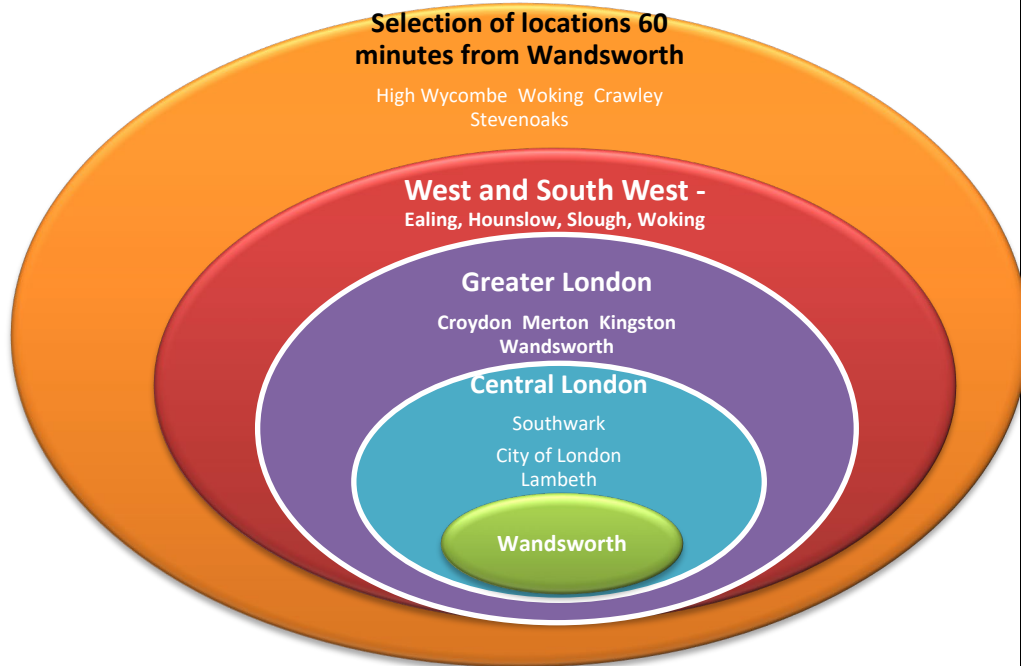 Selection of locations 60
minutes from Wandsworth
High Wycombe Woking Crawley
Stevenoaks
West and South West -
Ealing, Hounslow, Slough, Woking
Greater London
Croydon Merton Kingston
Wandsworth
Central London
Southwark
City of London
Lambeth
Wandsworth